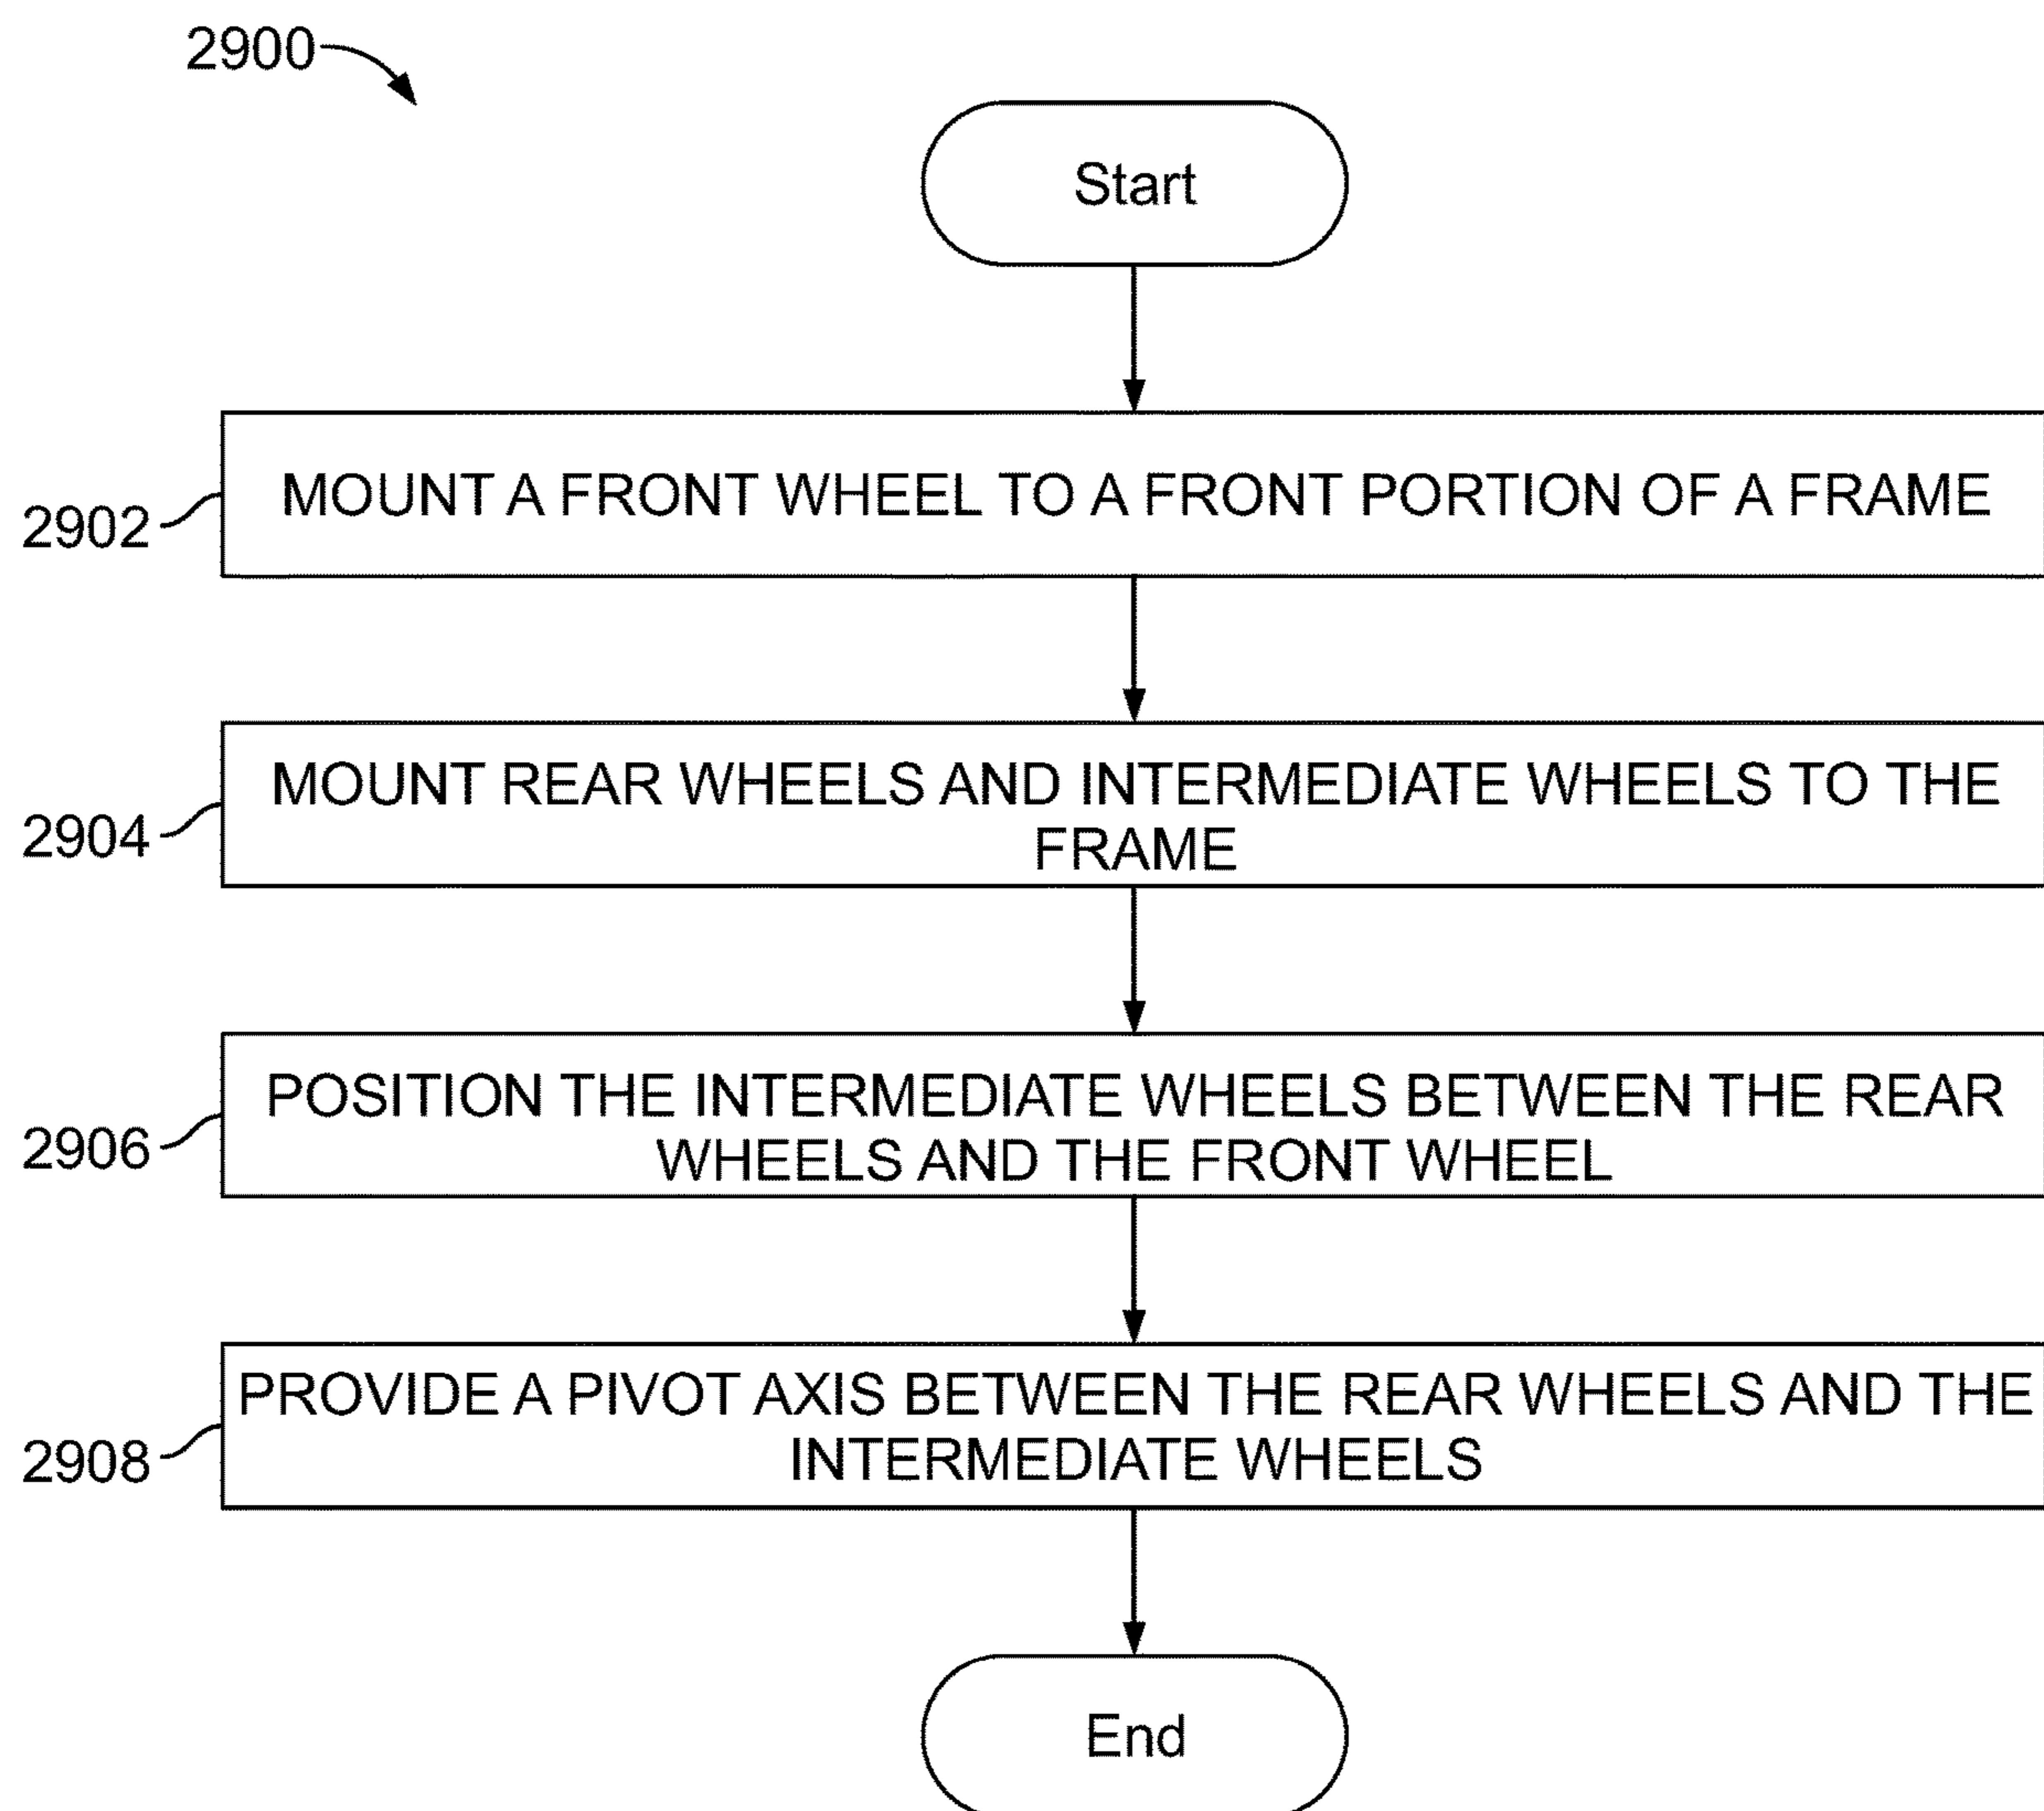 2900
Start
2902
MOUNT A FRONT WHEEL TO A FRONT PORTION OF A FRAME
2904
MOUNT REAR WHEELS AND INTERMEDIATE WHEELS TO THE
FRAME
2906
POSITION THE INTERMEDIATE WHEELS BETWEEN THE REAR
WHEELS AND THE FRONT WHEEL
2908
PROVIDE A PIVOT AXIS BETWEEN THE REAR WHEELS AND THE
INTERMEDIATE WHEELS
End